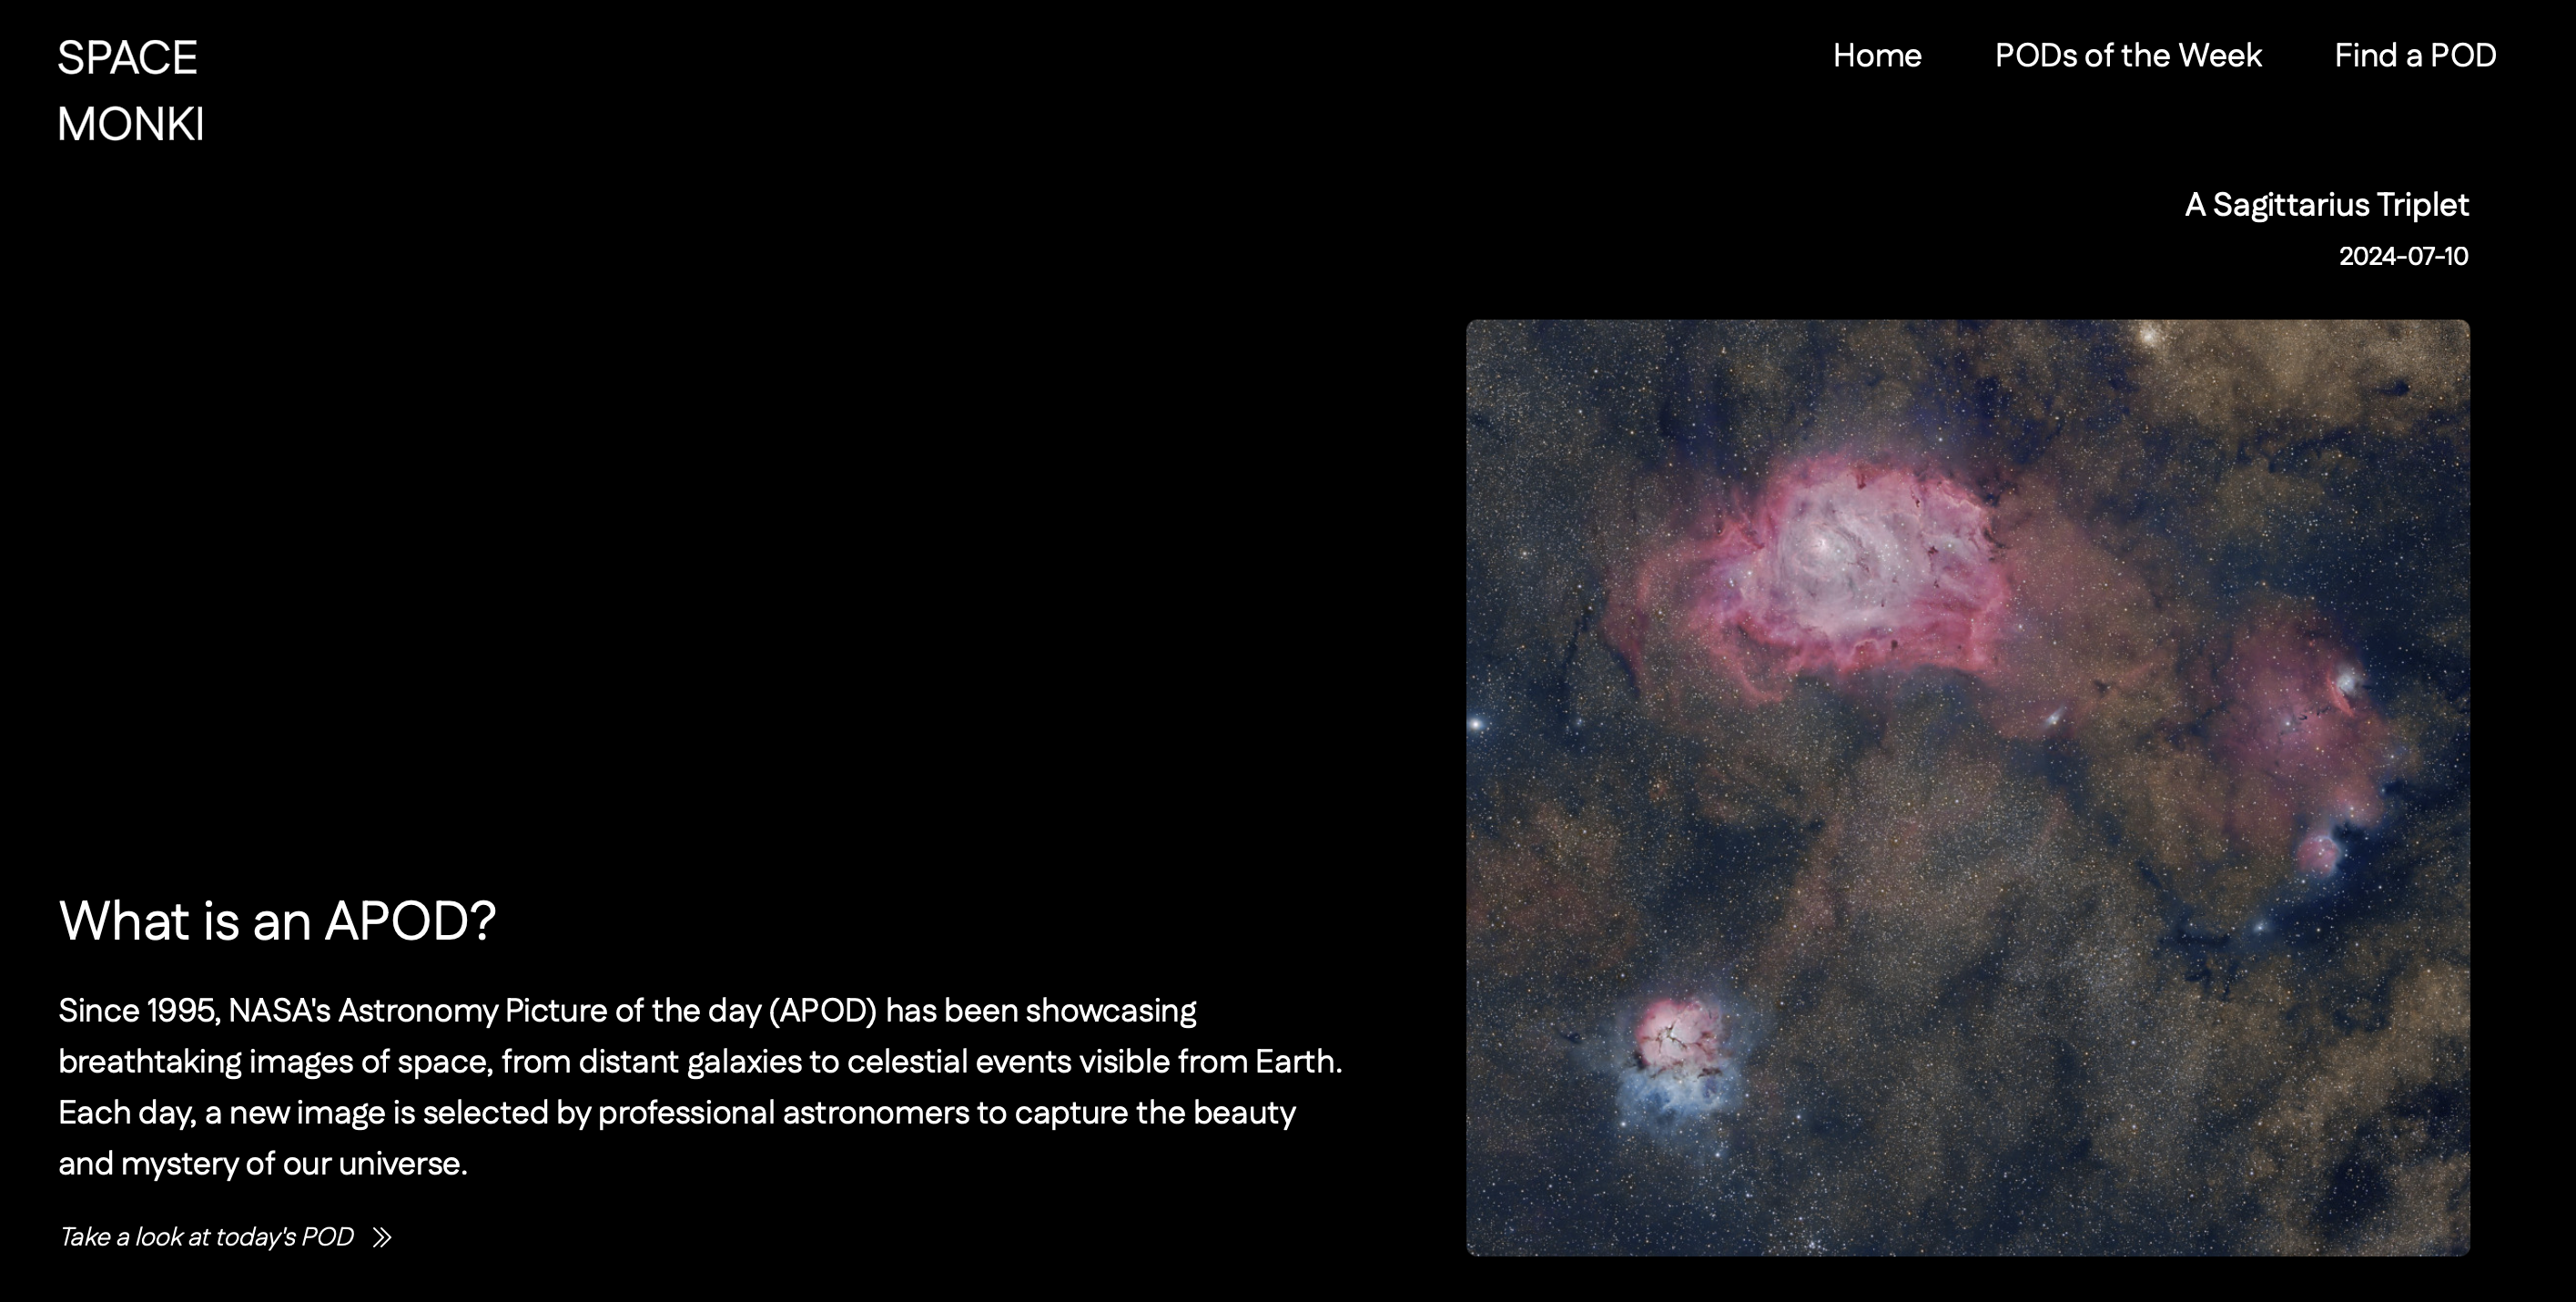 SPACE
MONKI
Home
PODs of the Week
Find a POD
A Sagittarius Triplet
2024-07-10
What is an APOD?
Since 1995, NASA's Astronomy Picture of the day (APOD) has been showcasing
breathtaking images of space, from distant galaxies to celestial events visible from Earth.
Each day, a new image is selected by professional astronomers to capture the beauty
and mystery of our universe.
Take a look at today's POD